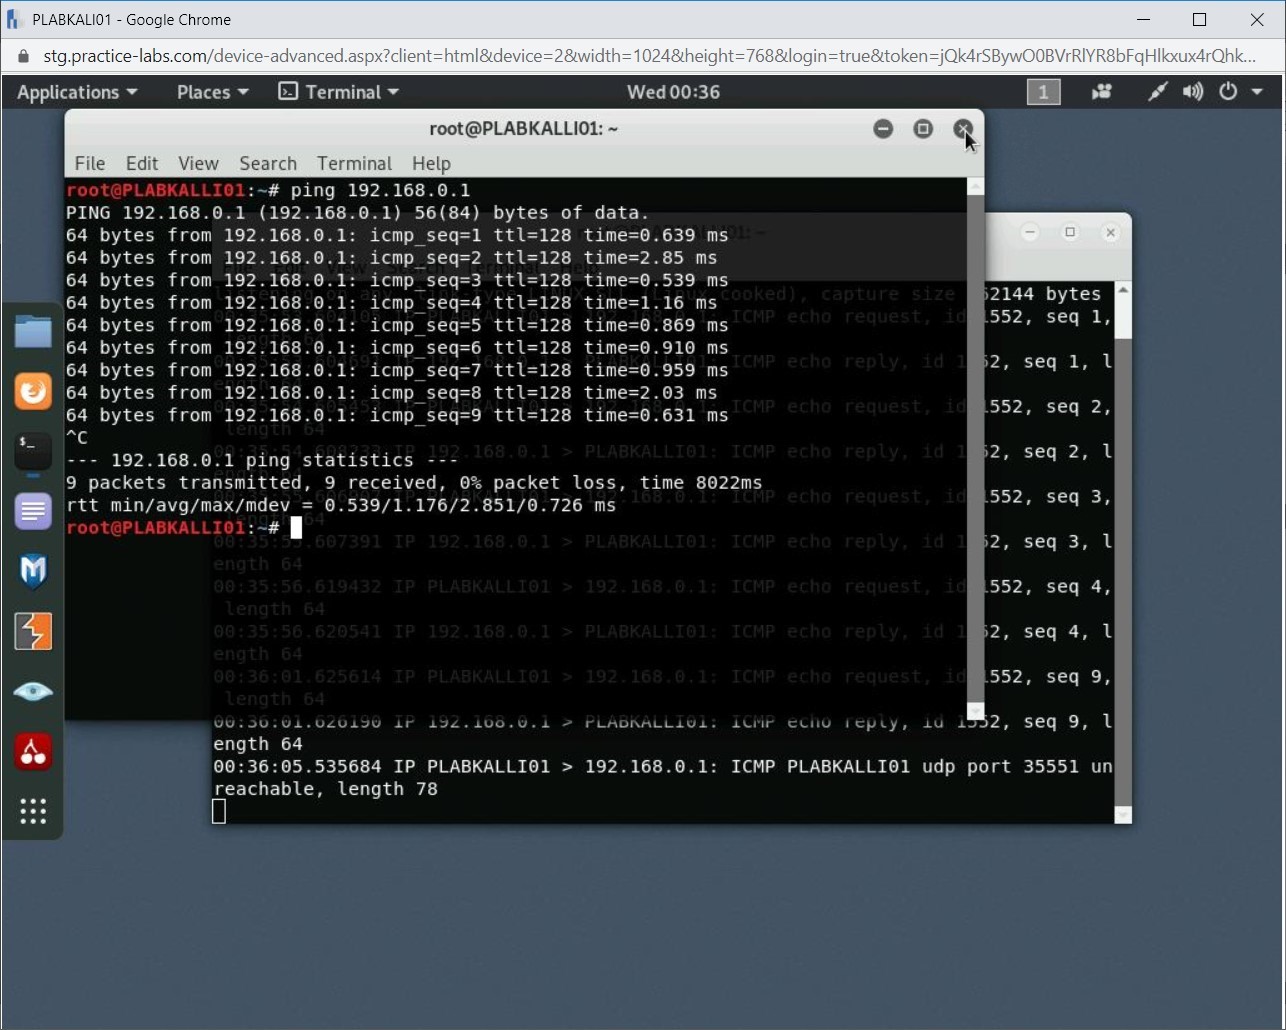 PLABKALI01 - Google Chrome
stg.practice-labs.com/device-advanced.aspx?client=html&device=2&width=1024&height=768&login=true&token=jQk4rSBywO0BVrRlYR8bFqHlkxux4rQhk...
Applications Places Terminal Wed 00:36 1
root@PLABKALLI01: ~
File Edit View Search Terminal Help
root@PLABKALLI01:~# ping 192.168.0.1
PING 192.168.0.1 (192.168.0.1) 56(84) bytes of data.
64 bytes from 192.168.0.1: icmp_seq=1 ttl=128 time=0.639 ms
64 bytes from 192.168.0.1: icmp_seq=2 ttl=128 time=2.85 ms
64 bytes from 192.168.0.1: icmp_seq=3 ttl=128 time=0.539 ms
64 bytes from 192.168.0.1: icmp_seq=4 ttl=128 time=1.16 ms
64 bytes from 192.168.0.1: icmp_seq=5 ttl=128 time=0.869 ms
64 bytes from 192.168.0.1: icmp_seq=6 ttl=128 time=0.910 ms
64 bytes from 192.168.0.1: icmp_seq=7 ttl=128 time=0.959 ms
64 bytes from 192.168.0.1: icmp_seq=8 ttl=128 time=2.03 ms
64 bytes from 192.168.0.1: icmp_seq=9 ttl=128 time=0.631 ms
^C
--- 192.168.0.1 ping statistics ---
9 packets transmitted, 9 received, 0% packet loss, time 8022ms
rtt min/avg/max/mdev = 0.539/1.176/2.851/0.726 ms
root@PLABKALLI01:~#
cooked), capture size 62144 bytes
ICMP echo request, id 1552, seq 1,
ICMP echo reply, id 1552, seq 1, l
ength 64
ICMP echo request, id 1552, seq 2,
length 64
ICMP echo reply, id 1552, seq 2, l
ICMP echo request, id 1552, seq 3,
length 64
00:35:55.607391 IP 192.168.0.1 > PLABKALLI01: ICMP echo reply, id 1552, seq 3, l
ength 64
00:35:56.619432 IP PLABKALLI01 > 192.168.0.1: ICMP echo request, id 1552, seq 4,
length 64
00:35:56.620541 IP 192.168.0.1 > PLABKALLI01: ICMP echo reply, id 1552, seq 4, l
ength 64
00:36:01.625614 IP PLABKALLI01 > 192.168.0.1: ICMP echo request, id 1552, seq 9,
length 64
00:36:01.626190 IP 192.168.0.1 > PLABKALLI01: ICMP echo reply, id 1552, seq 9, l
ength 64
00:36:05.535684 IP PLABKALLI01 > 192.168.0.1: ICMP PLABKALLI01 udp port 35551 un
reachable, length 78